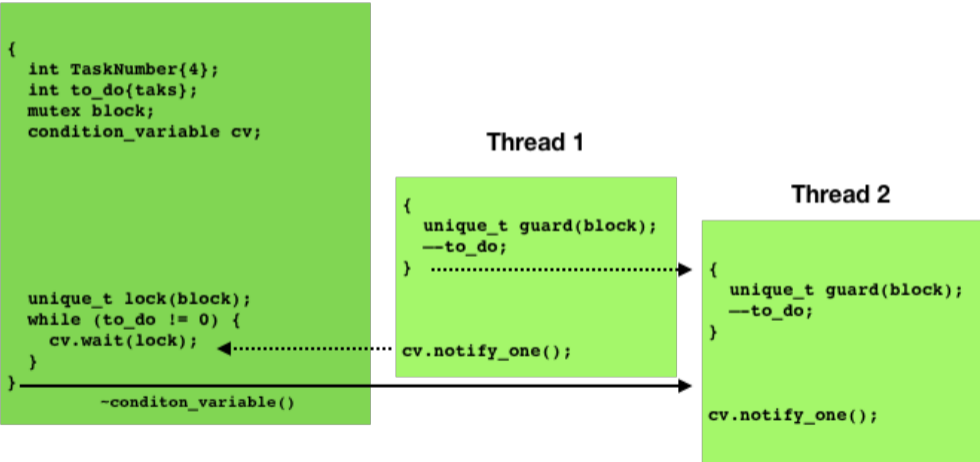 {
int TaskNumber{4};
int to_do{taks};
mutex block;
condition_variable cv;
unique_t lock(block);
while (to_do != 0) {
cv.wait(lock);
}
}
~conditon_variable()
Thread 1
{
unique_t guard(block);
——to_do;
}
cv.notify_one();
Thread 2
{
unique_t guard(block);
——to_do;
}
cv.notify_one();